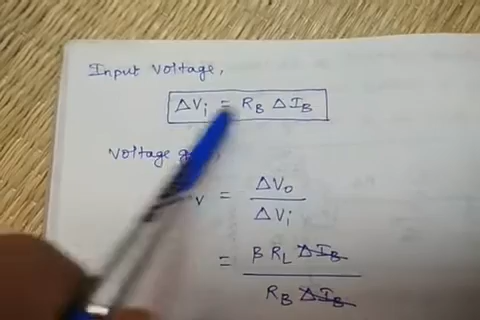 Input Voltage,
ΔVi = RB ΔIB
Voltage
v = ΔVo / ΔVi
= β RL ΔIB / RB ΔIB